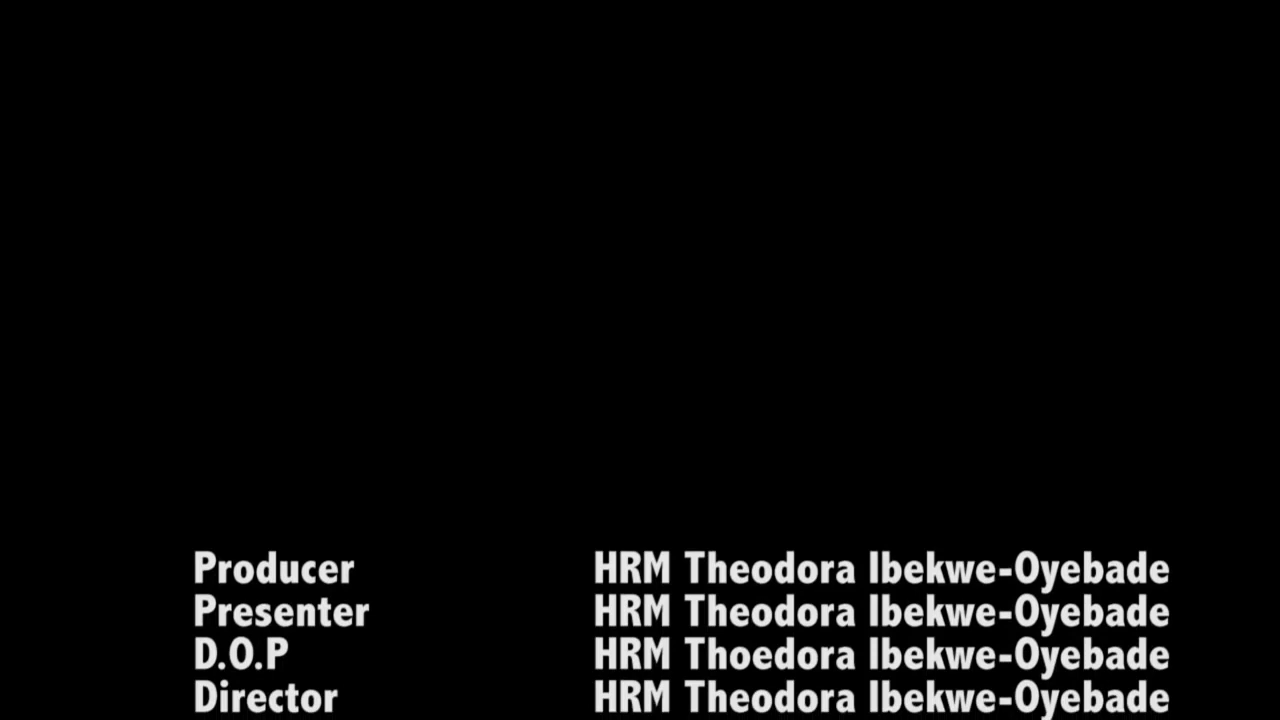 Producer HRM Theodora Ibekwe-Oyebade
Presenter HRM Theodora Ibekwe-Oyebade
D.O.P HRM Thoedora Ibekwe-Oyebade
Director HRM Theodora Ibekwe-Oyebade